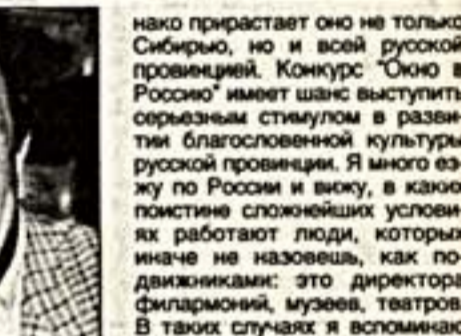 нако прирастает оно не только
Сибирью, но и всей русской
провинцией. Конкурс "Окно в
Россию" имеет шанс выступить
серьезным стимулом в разви-
тии благословенной культуры
русской провинции. Я много ез-
жу по России и вижу, в каких
поистине сложнейших услови-
ях работают люди, которых
иначе не назовешь, как по-
движниками: это директора
филармоний, музеев, театров.
В таких случаях я вспоминаю